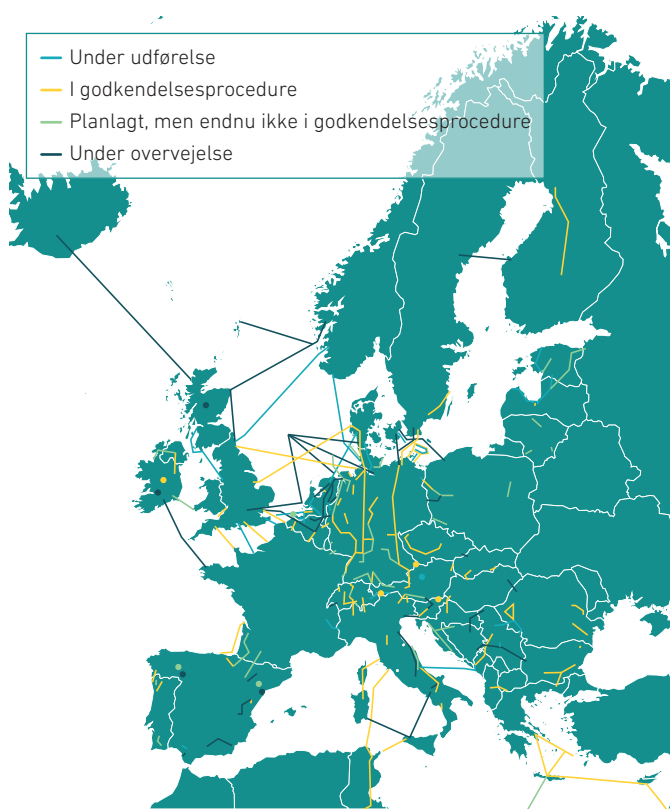 Under udførelse
I godkendelsesprocedure
Planlagt, men endnu ikke i godkendelsesprocedure
Under overvejelse